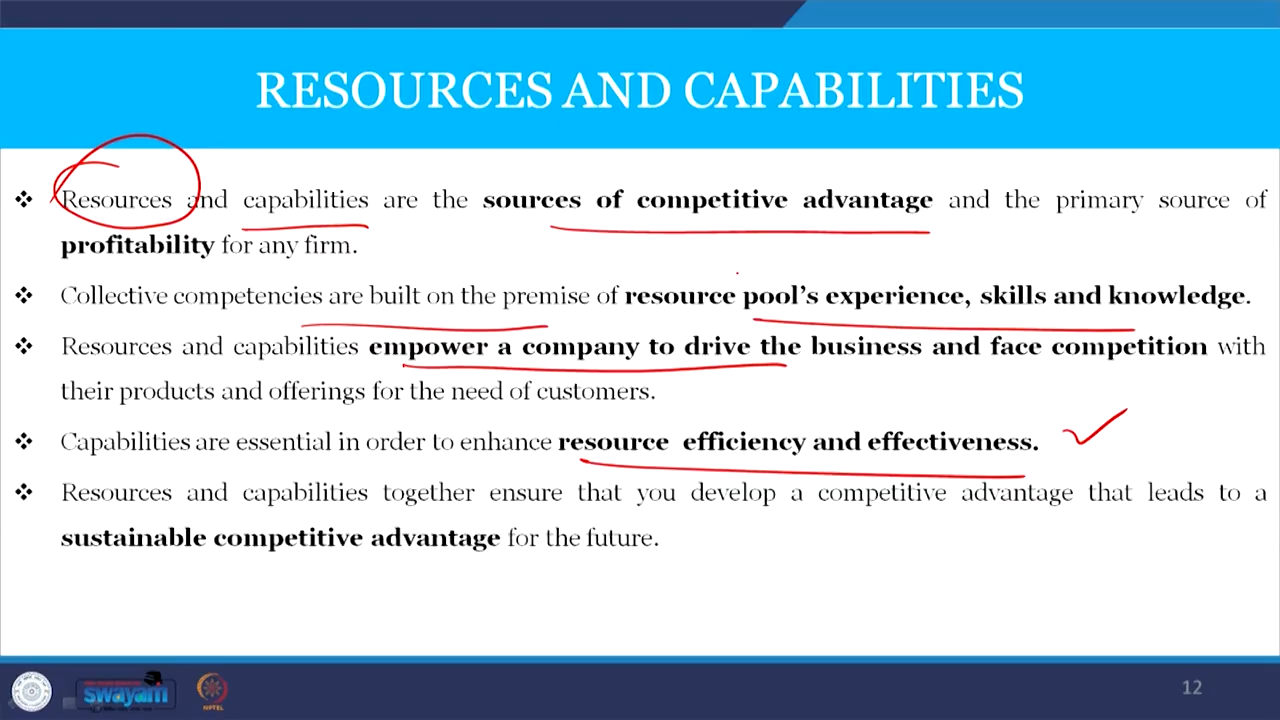 RESOURCES AND CAPABILITIES
❖ Resources and capabilities are the sources of competitive advantage and the primary source of
profitability for any firm.
❖ Collective competencies are built on the premise of resource pool's experience, skills and knowledge.
❖ Resources and capabilities empower a company to drive the business and face competition with
their products and offerings for the need of customers.
❖ Capabilities are essential in order to enhance resource efficiency and effectiveness.
❖ Resources and capabilities together ensure that you develop a competitive advantage that leads to a
sustainable competitive advantage for the future.
swayam
NPTEL
12